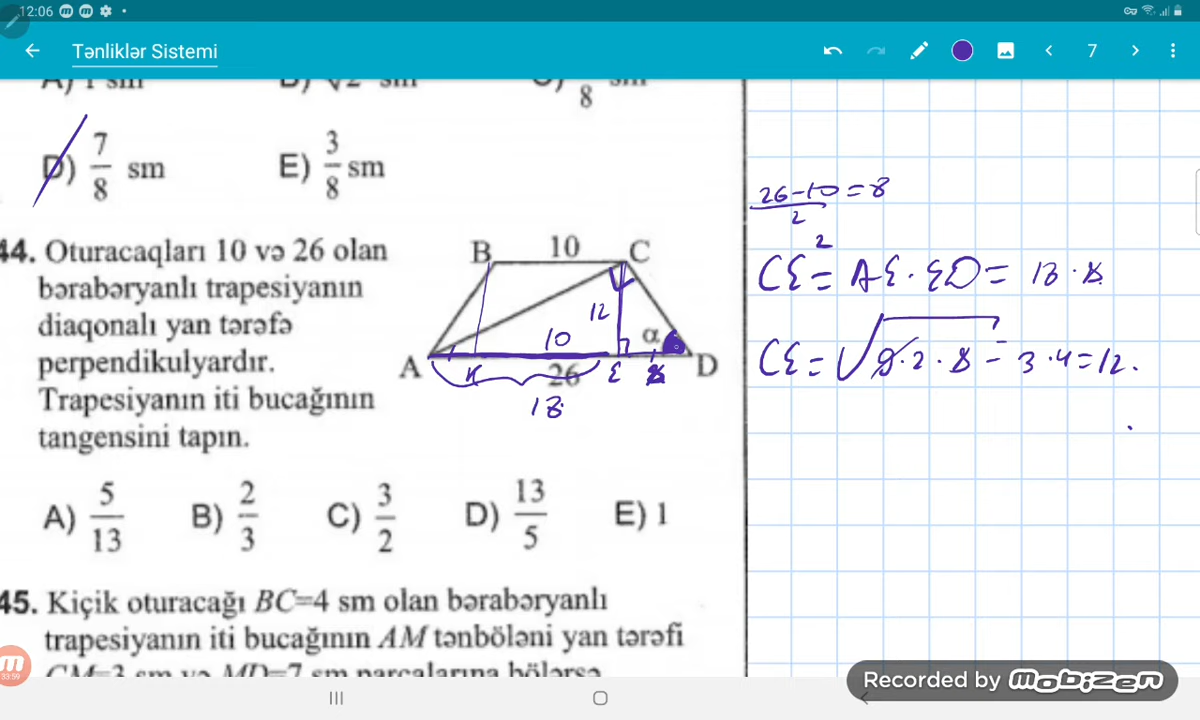 12:06
Tənliklər Sistemi
7
8
D) 7/8 sm
E) 3/8 sm
44. Oturacaqları 10 və 26 olan
bərabəryanlı trapesiyanın
diaqonalı yan tərəfə
perpendikulyardır.
Trapesiyanın iti bucağının
tangensini tapın.
B 10 C
12
10 α
A 26 E 8 D
18
A) 5/13 B) 2/3 C) 3/2 D) 13/5 E) 1
45. Kiçik oturacağı BC=4 sm olan bərabəryanlı
trapesiyanın iti bucağının AM tənböləni yan tərəfi
26-10/2 = 8
CE² = AE · ED = 18 · 8
CE = √9·2·8 = 3·4=12.
33:59
Recorded by mobizen